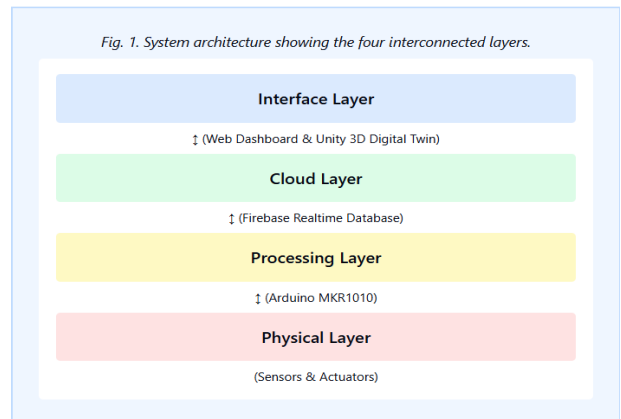 Fig. 1. System architecture showing the four interconnected layers.
Interface Layer
↕ (Web Dashboard & Unity 3D Digital Twin)
Cloud Layer
↕ (Firebase Realtime Database)
Processing Layer
↕ (Arduino MKR1010)
Physical Layer
(Sensors & Actuators)